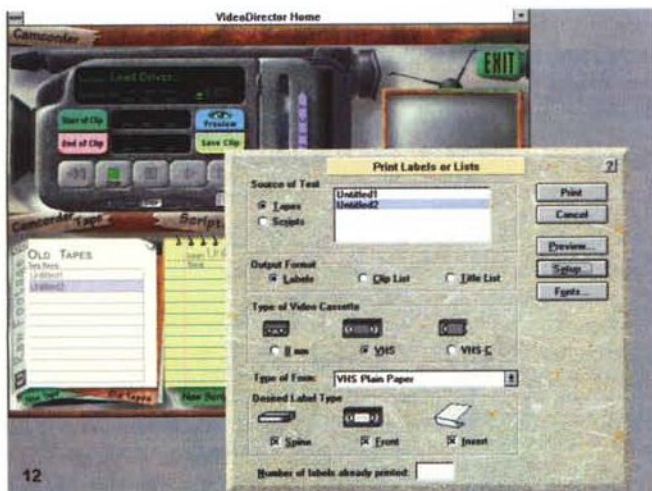 VideoDirector Home
Camcorder
EXIT
Load Driver...
Start of Clip
Preview
End of Clip
Save Clip
Print Labels or Lists
?
Source of Text
Tapes
Scripts
Untitled1
Untitled2
Print
Cancel
Preview...
Setup
Fonts...
Camcorder Tape
Script
OLD TAPES
Untitled1
Untitled2
Raw Footage
Output Format
Labels
Clip List
Title List
Type of Video Cassette
8 mm
VHS
VHS-C
Type of Form:
VHS Plain Paper
Desired Label Type
Spine
Front
Insert
Old Tapes
New Script
Number of labels already printed:
12